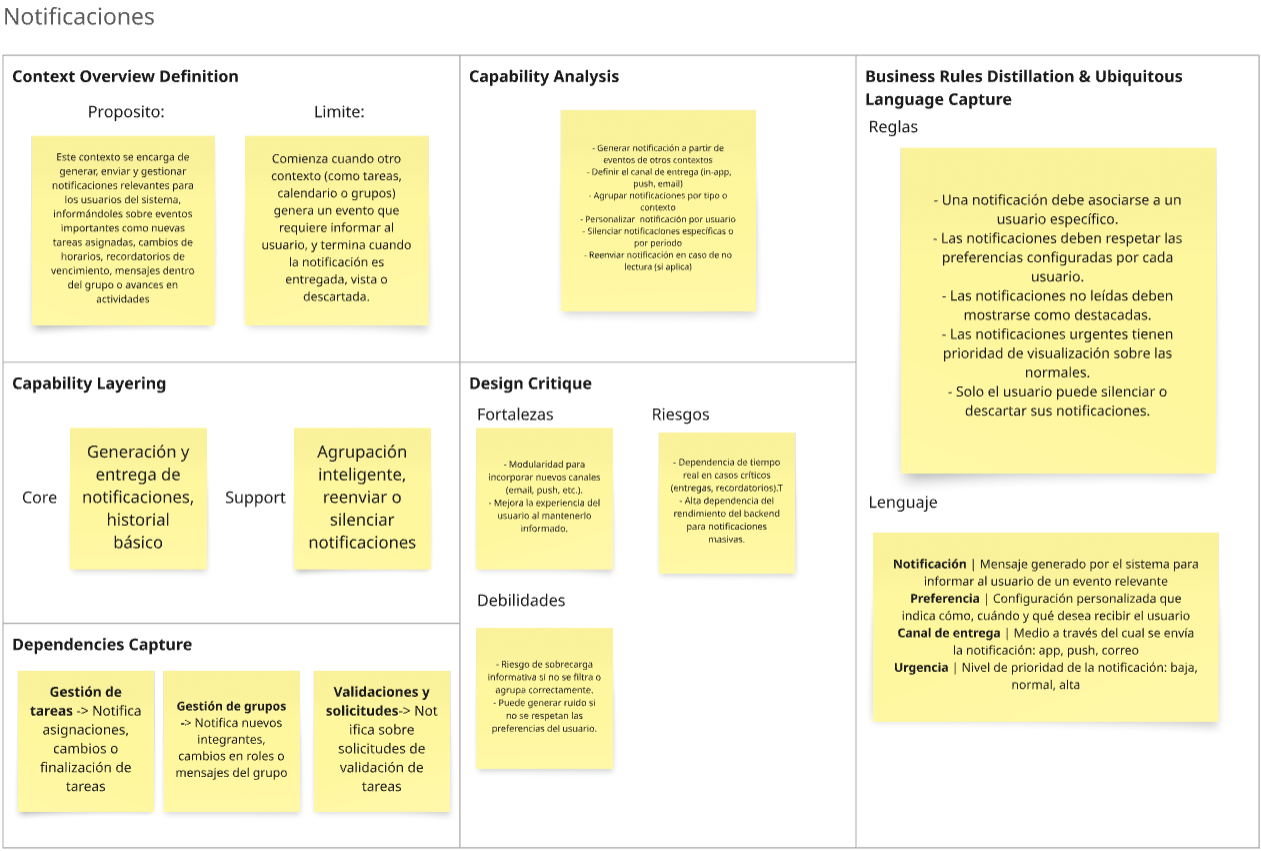 Notificaciones
Context Overview Definition
Proposito:
Este contexto se encarga de
generar, enviar y gestionar
notificaciones relevantes para
los usuarios del sistema,
informándoles sobre eventos
importantes como nuevas
tareas asignadas, cambios de
horarios, recordatorios de
vencimiento, mensajes dentro
del grupo o avances en
actividades
Limite:
Comienza cuando otro
contexto (como tareas,
calendario o grupos)
genera un evento que
requiere informar al
usuario, y termina cuando
la notificación es
entregada, vista o
descartada.
Capability Analysis
- Generar notificación a partir de
eventos de otros contextos
- Definir el canal de entrega (in-app,
push, email)
- Agrupar notificaciones por tipo o
contexto
- Personalizar notificación por usuario
- Silenciar notificaciones específicas o
por periodo
- Reenviar notificación en caso de no
lectura (si aplica)
Business Rules Distillation & Ubiquitous
Language Capture
Reglas
- Una notificación debe asociarse a un
usuario específico.
- Las notificaciones deben respetar las
preferencias configuradas por cada
usuario.
- Las notificaciones no leídas deben
mostrarse como destacadas.
- Las notificaciones urgentes tienen
prioridad de visualización sobre las
normales.
- Solo el usuario puede silenciar o
descartar sus notificaciones.
Lenguaje
Notificación | Mensaje generado por el sistema para
informar al usuario de un evento relevante
Preferencia | Configuración personalizada que
indica cómo, cuándo y qué desea recibir el usuario
Canal de entrega | Medio a través del cual se envía
la notificación: app, push, correo
Urgencia | Nivel de prioridad de la notificación: baja,
normal, alta
Capability Layering
Core
Generación y
entrega de
notificaciones,
historial
básico
Support
Agrupación
inteligente,
reenviar o
silenciar
notificaciones
Design Critique
Fortalezas
- Modularidad para
incorporar nuevos canales
(email, push, etc.).
- Mejora la experiencia del
usuario al mantenerlo
informado.
Riesgos
- Dependencia de tiempo
real en casos críticos
(entregas, recordatorios).T
- Alta dependencia del
rendimiento del backend
para notificaciones
masivas.
Debilidades
- Riesgo de sobrecarga
informativa si no se filtra o
agrupa correctamente.
- Puede generar ruido si
no se respetan las
preferencias del usuario.
Dependencies Capture
Gestión de
tareas -> Notifica
asignaciones,
cambios o
finalización de
tareas
Gestión de grupos
-> Notifica nuevos
integrantes,
cambios en roles o
mensajes del grupo
Validaciones y
solicitudes-> Not
ifica sobre
solicitudes de
validación de
tareas